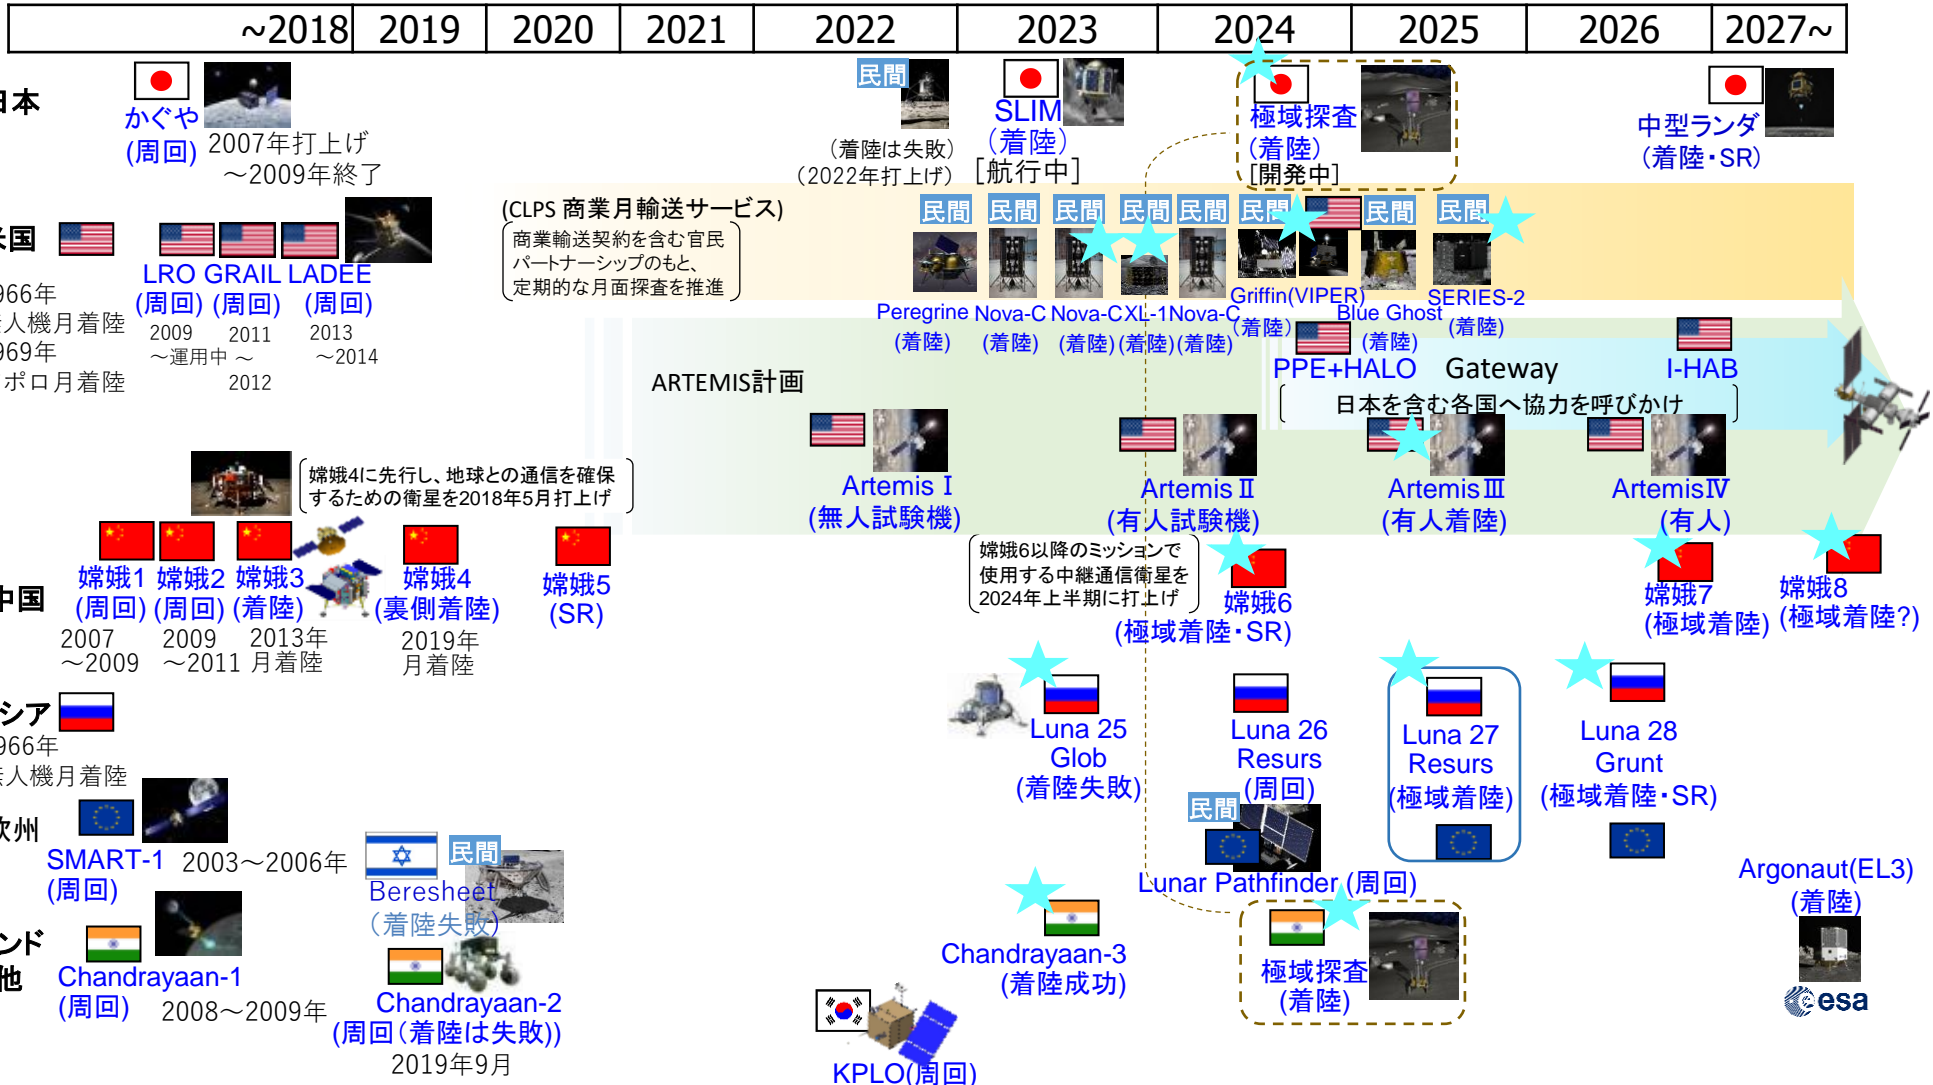 ~2018
2019
2020
2021
2022
2023
2024
2025
2026
2027~
日本
かぐや
(周回)
2007年打上げ
～2009年終了
民間
(着陸は失敗)
(2022年打上げ)
SLIM
(着陸)
[航行中]
極域探査
(着陸)
[開発中]
中型ランダ
(着陸・SR)
米国
966年
人機月着陸
969年
ポロ月着陸
LRO
(周回)
2009
～運用中
GRAIL
(周回)
2011
～
2012
LADEE
(周回)
2013
～2014
(CLPS 商業月輸送サービス)
商業輸送契約を含む官民
パートナーシップのもと、
定期的な月面探査を推進
民間
民間
民間
民間
民間
民間
民間
民間
Peregrine
(着陸)
Nova-C
(着陸)
Nova-C
(着陸)
XL-1
(着陸)
Nova-C
(着陸)
Griffin(VIPER)
(着陸)
Blue Ghost
(着陸)
SERIES-2
(着陸)
PPE+HALO
Gateway
I-HAB
日本を含む各国へ協力を呼びかけ
ARTEMIS計画
Artemis I
(無人試験機)
Artemis II
(有人試験機)
ArtemisⅢ
(有人着陸)
ArtemisⅣ
(有人)
嫦娥4に先行し、地球との通信を確保
するための衛星を2018年5月打上げ
中国
嫦娥1
(周回)
2007
～2009
嫦娥2
(周回)
2009
～2011
嫦娥3
(着陸)
2013年
月着陸
嫦娥4
(裏側着陸)
2019年
月着陸
嫦娥5
(SR)
嫦娥6以降のミッションで
使用する中継通信衛星を
2024年上半期に打上げ
嫦娥6
(極域着陸・SR)
嫦娥7
(極域着陸)
嫦娥8
(極域着陸?)
シア
966年
人機月着陸
Luna 25
Glob
(着陸失敗)
Luna 26
Resurs
(周回)
Luna 27
Resurs
(極域着陸)
Luna 28
Grunt
(極域着陸・SR)
欧州
SMART-1
(周回)
2003～2006年
民間
Beresheet
(着陸失敗)
民間
Lunar Pathfinder (周回)
Argonaut(EL3)
(着陸)
esa
ンド
他
Chandrayaan-1
(周回)
2008～2009年
Chandrayaan-2
(周回(着陸は失敗))
2019年9月
KPLO(周回)
Chandrayaan-3
(着陸成功)
極域探査
(着陸)